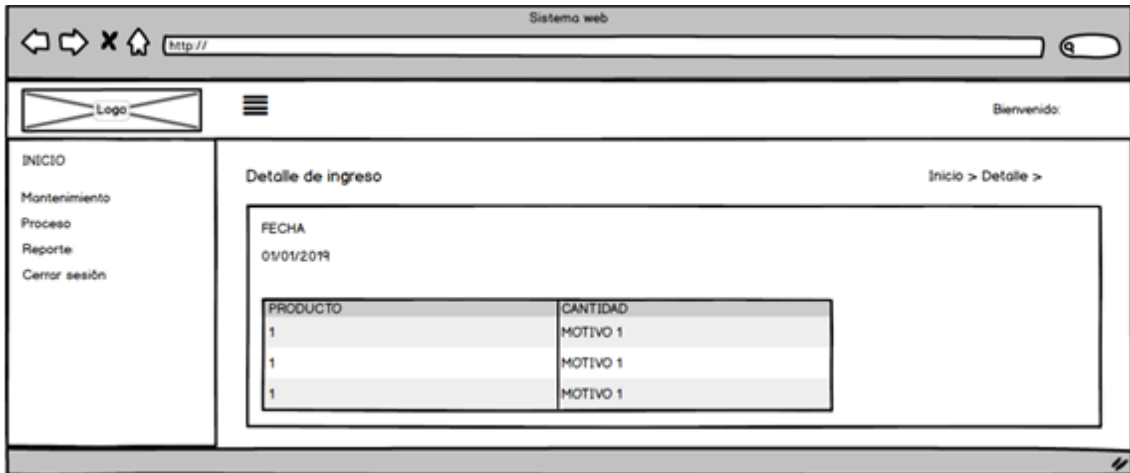 Sistema web
http://
Logo
Bienvenido:
INICIO
Mantenimiento
Proceso
Reporte
Cerrar sesión
Detalle de ingreso
Inicio > Detalle >
FECHA
01/01/2019
PRODUCTO CANTIDAD
1 MOTIVO 1
1 MOTIVO 1
1 MOTIVO 1